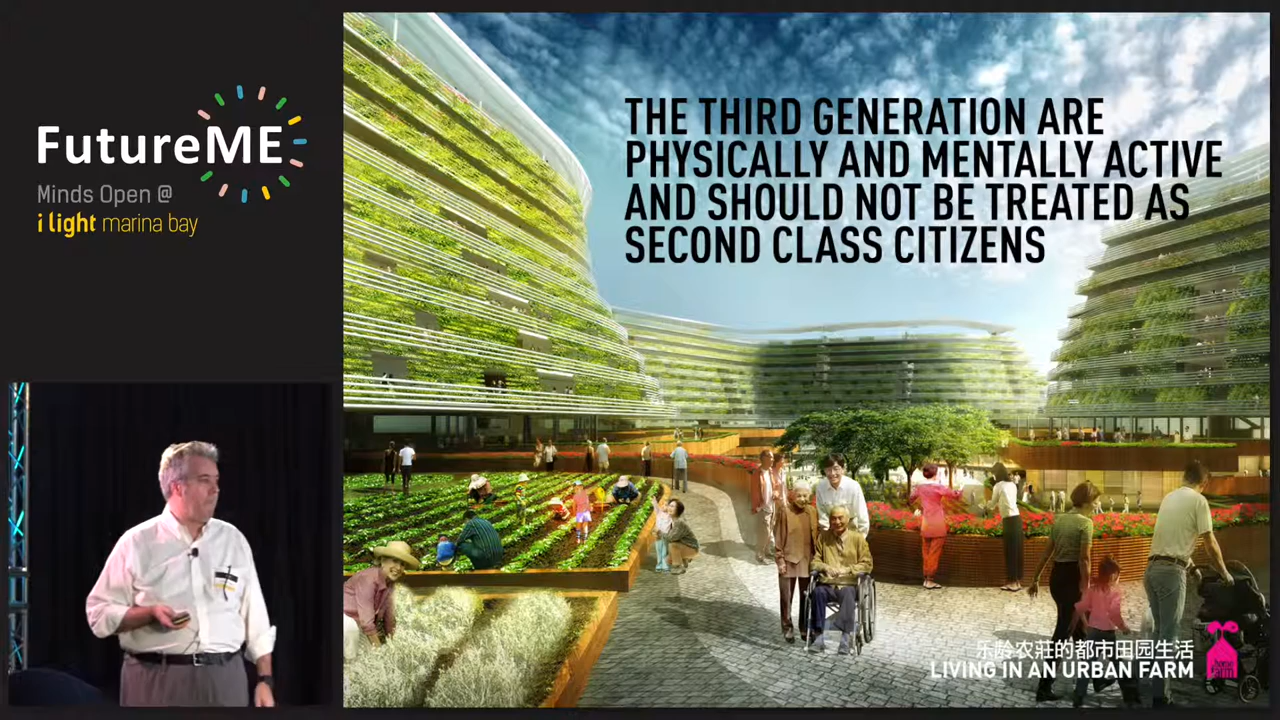 FutureME
Minds Open @
i light marina bay
THE THIRD GENERATION ARE
PHYSICALLY AND MENTALLY ACTIVE
AND SHOULD NOT BE TREATED AS
SECOND CLASS CITIZENS
乐龄农莊的都市田园生活
LIVING IN AN URBAN FARM
home
farm